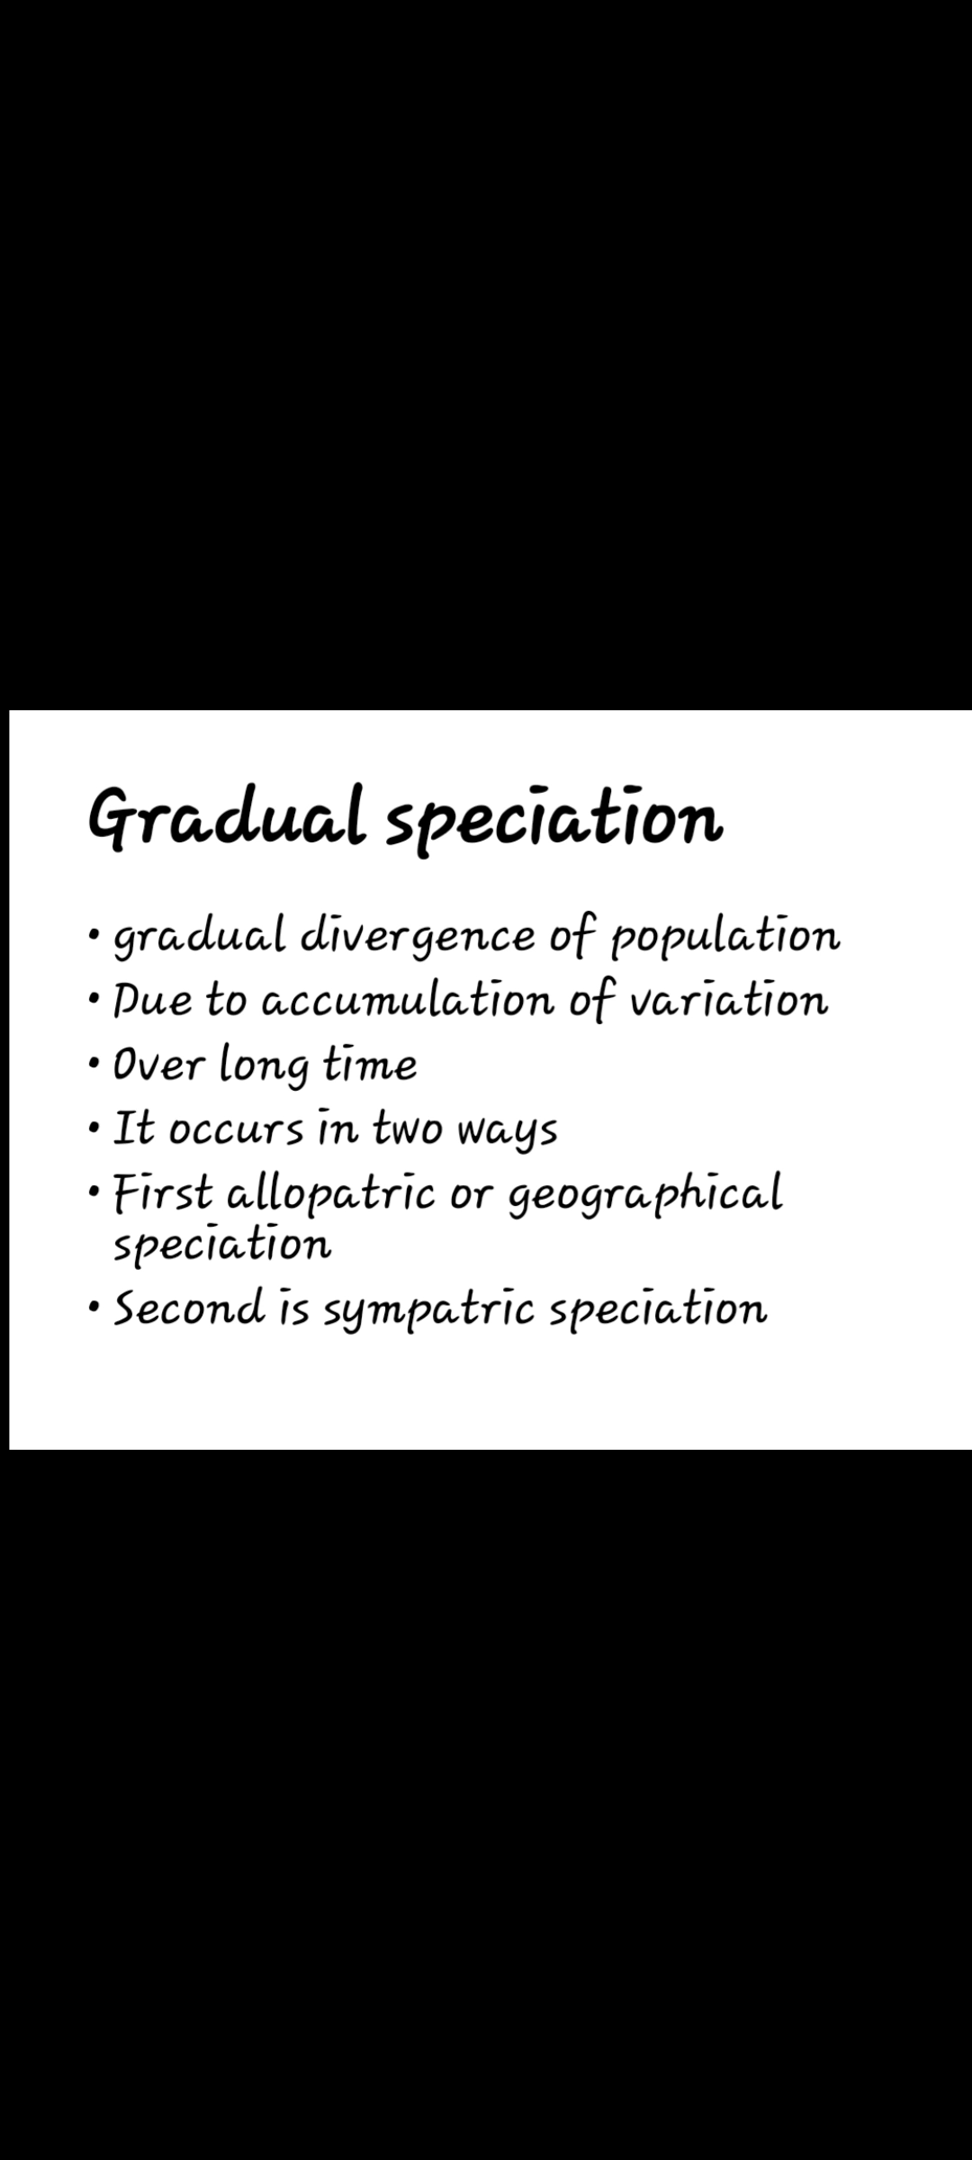 Gradual speciation
• gradual divergence of population
• Due to accumulation of variation
• Over long time
• It occurs in two ways
• First allopatric or geographical
speciation
• Second is sympatric speciation